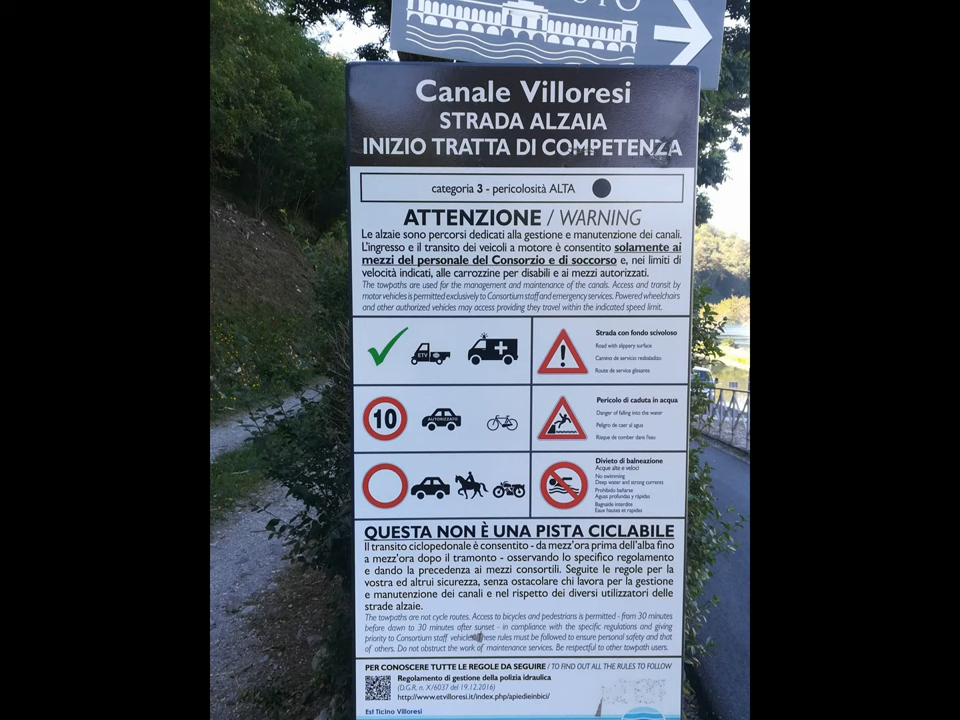 Canale Villoresi
STRADA ALZAIA
INIZIO TRATTA DI COMPETENZA
categoria 3 - pericolosità ALTA
ATTENZIONE / WARNING
Le alzaie sono percorsi dedicati alla gestione e manutenzione dei canali.
L'ingresso e il transito dei veicoli a motore è consentito solamente ai
mezzi del personale del Consorzio e di soccorso e, nei limiti di
velocità indicati, alle carrozzine per disabili e ai mezzi autorizzati.
The towpaths are used for the management and maintenance of the canals. Access and transit by
motor vehicles is permitted exclusively to Consortium staff and emergency services. Powered wheelchairs
and other authorized vehicles may access providing they travel within the indicated speed limit.
ETV
Strada con fondo scivoloso
Road with slippery surface
Camino de servicio resbaladizo
Route de service glissante
10
AUTORIZZATO
Pericolo di caduta in acqua
Danger of falling into the water
Peligro de caer al agua
Risque de tomber dans l'eau
Divieto di balneazione
Acque alte e veloci
No swimming
Deep water and strong currents
Prohibido bañarse
Aguas profundas y rápidas
Baignade interdite
Eaux hautes et rapides
QUESTA NON È UNA PISTA CICLABILE
Il transito ciclopedonale è consentito - da mezz'ora prima dell'alba fino
a mezz'ora dopo il tramonto - osservando lo specifico regolamento
e dando la precedenza ai mezzi consortili. Seguite le regole per la
vostra ed altrui sicurezza, senza ostacolare chi lavora per la gestione
e manutenzione dei canali e nel rispetto dei diversi utilizzatori delle
strade alzaie.
The towpaths are not cycle routes. Access to bicycles and pedestrians is permitted - from 30 minutes
before dawn to 30 minutes after sunset - in compliance with the specific regulations and giving
priority to Consortium staff vehicles. These rules must be followed to ensure personal safety and that
of others. Do not obstruct the work of maintenance services. Be respectful to other towpath users.
PER CONOSCERE TUTTE LE REGOLE DA SEGUIRE / TO FIND OUT ALL THE RULES TO FOLLOW
Regolamento di gestione della polizia idraulica
(D.G.R. n. X/6037 del 19.12.2016)
http://www.etvilloresi.it/index.php/apiedieinbici/
Est Ticino Villoresi